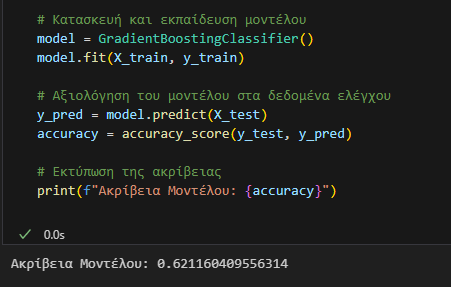 # Κατασκευή και εκπαίδευση μοντέλου
model = GradientBoostingClassifier()
model.fit(X_train, y_train)
# Αξιολόγηση του μοντέλου στα δεδομένα ελέγχου
y_pred = model.predict(X_test)
accuracy = accuracy_score(y_test, y_pred)
# Εκτύπωση της ακρίβειας
print(f"Ακρίβεια Μοντέλου: {accuracy}")
0.0s
Ακρίβεια Μοντέλου: 0.621160409556314